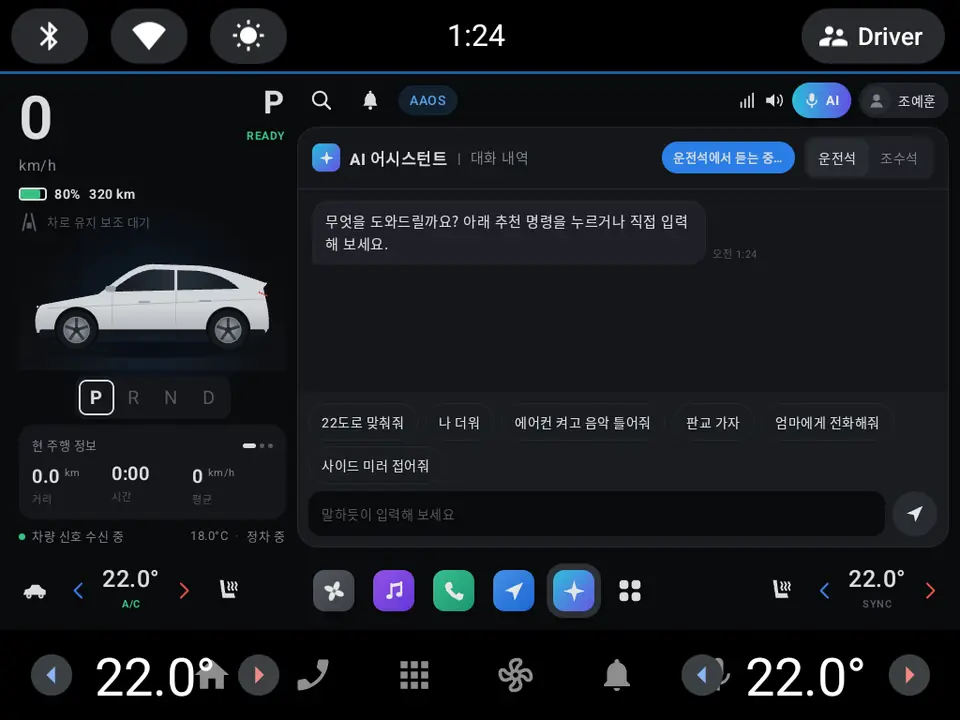 1:24
Driver
0
P
READY
km/h
80% 320 km
차로 유지 보조 대기
AAOS
AI
조예훈
AI 어시스턴트 | 대화 내역
운전석에서 듣는 중…
운전석
조수석
무엇을 도와드릴까요? 아래 추천 명령을 누르거나 직접 입력
해 보세요.
오전 1:24
P R N D
현 주행 정보
0.0 km
거리
0:00
시간
0 km/h
평균
차량 신호 수신 중
18.0°C · 정차 중
22도로 맞춰줘
나 더워
에어컨 켜고 음악 틀어줘
판교 가자
엄마에게 전화해줘
사이드 미러 접어줘
말하듯이 입력해 보세요
22.0°
A/C
22.0°
SYNC
22.0°
22.0°